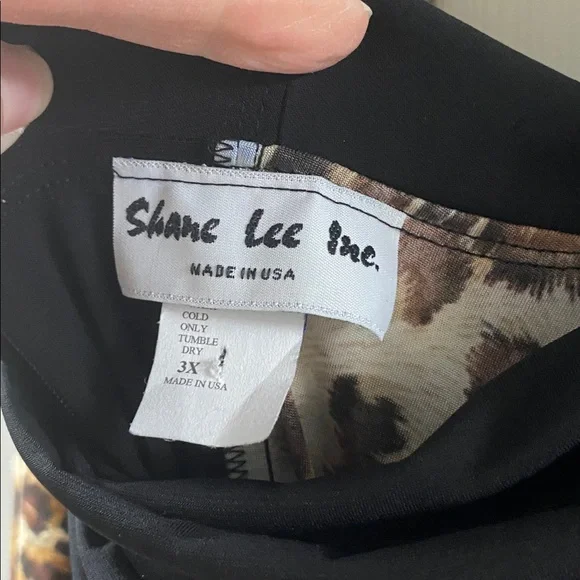 Shane Lee Inc.
MADE IN USA
COLD
ONLY
TUMBLE
DRY
3X
MADE IN USA